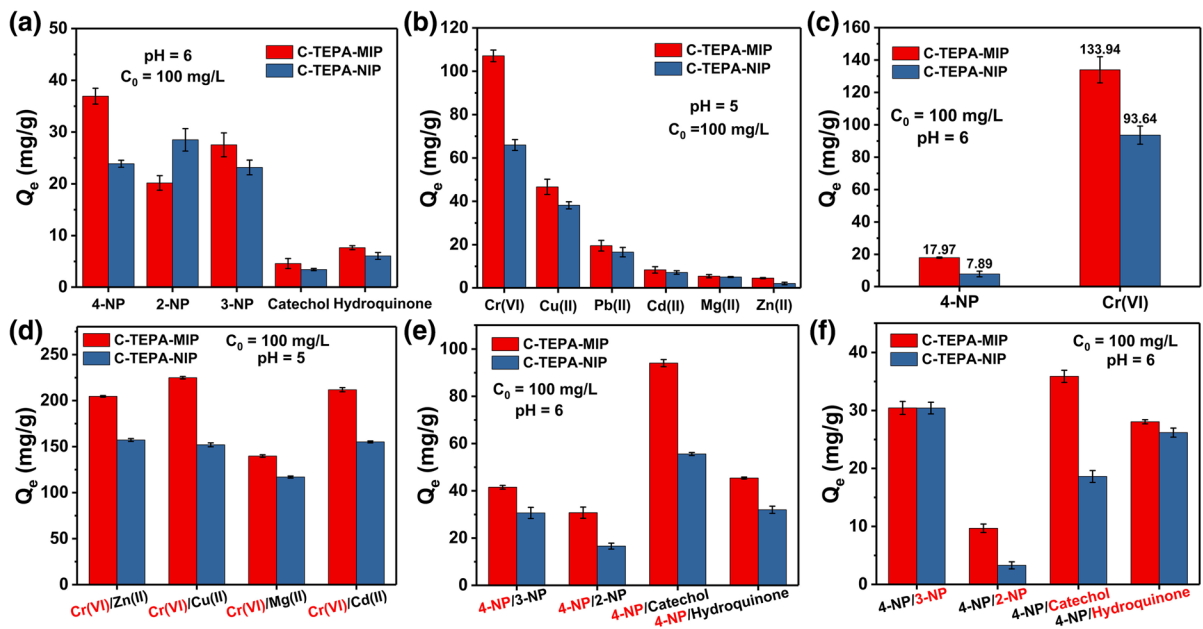 (a)
50
40
30
20
10
0
Qe (mg/g)
pH = 6
C0 = 100 mg/L
C-TEPA-MIP
C-TEPA-NIP
4-NP 2-NP 3-NP Catechol Hydroquinone
(b)
120
100
80
60
40
20
0
Qe (mg/g)
C-TEPA-MIP
C-TEPA-NIP
pH = 5
C0 =100 mg/L
Cr(VI) Cu(II) Pb(II) Cd(II) Mg(II) Zn(II)
(c)
160
140
120
100
80
60
40
20
0
Qe (mg/g)
C-TEPA-MIP
C-TEPA-NIP
133.94
93.64
C0 = 100 mg/L
pH = 6
17.97
7.89
4-NP Cr(VI)
(d)
250
200
150
100
50
0
Qe (mg/g)
C-TEPA-MIP
C-TEPA-NIP
C0 = 100 mg/L
pH = 5
Cr(VI)/Zn(II) Cr(VI)/Cu(II) Cr(VI)/Mg(II) Cr(VI)/Cd(II)
(e)
100
80
60
40
20
0
Qe (mg/g)
C-TEPA-MIP
C-TEPA-NIP
C0 = 100 mg/L
pH = 6
4-NP/3-NP 4-NP/2-NP 4-NP/Catechol
4-NP/Hydroquinone
(f)
40
30
20
10
0
Qe (mg/g)
C-TEPA-MIP
C-TEPA-NIP
C0 = 100 mg/L
pH = 6
4-NP/3-NP 4-NP/2-NP 4-NP/Catechol
4-NP/Hydroquinone